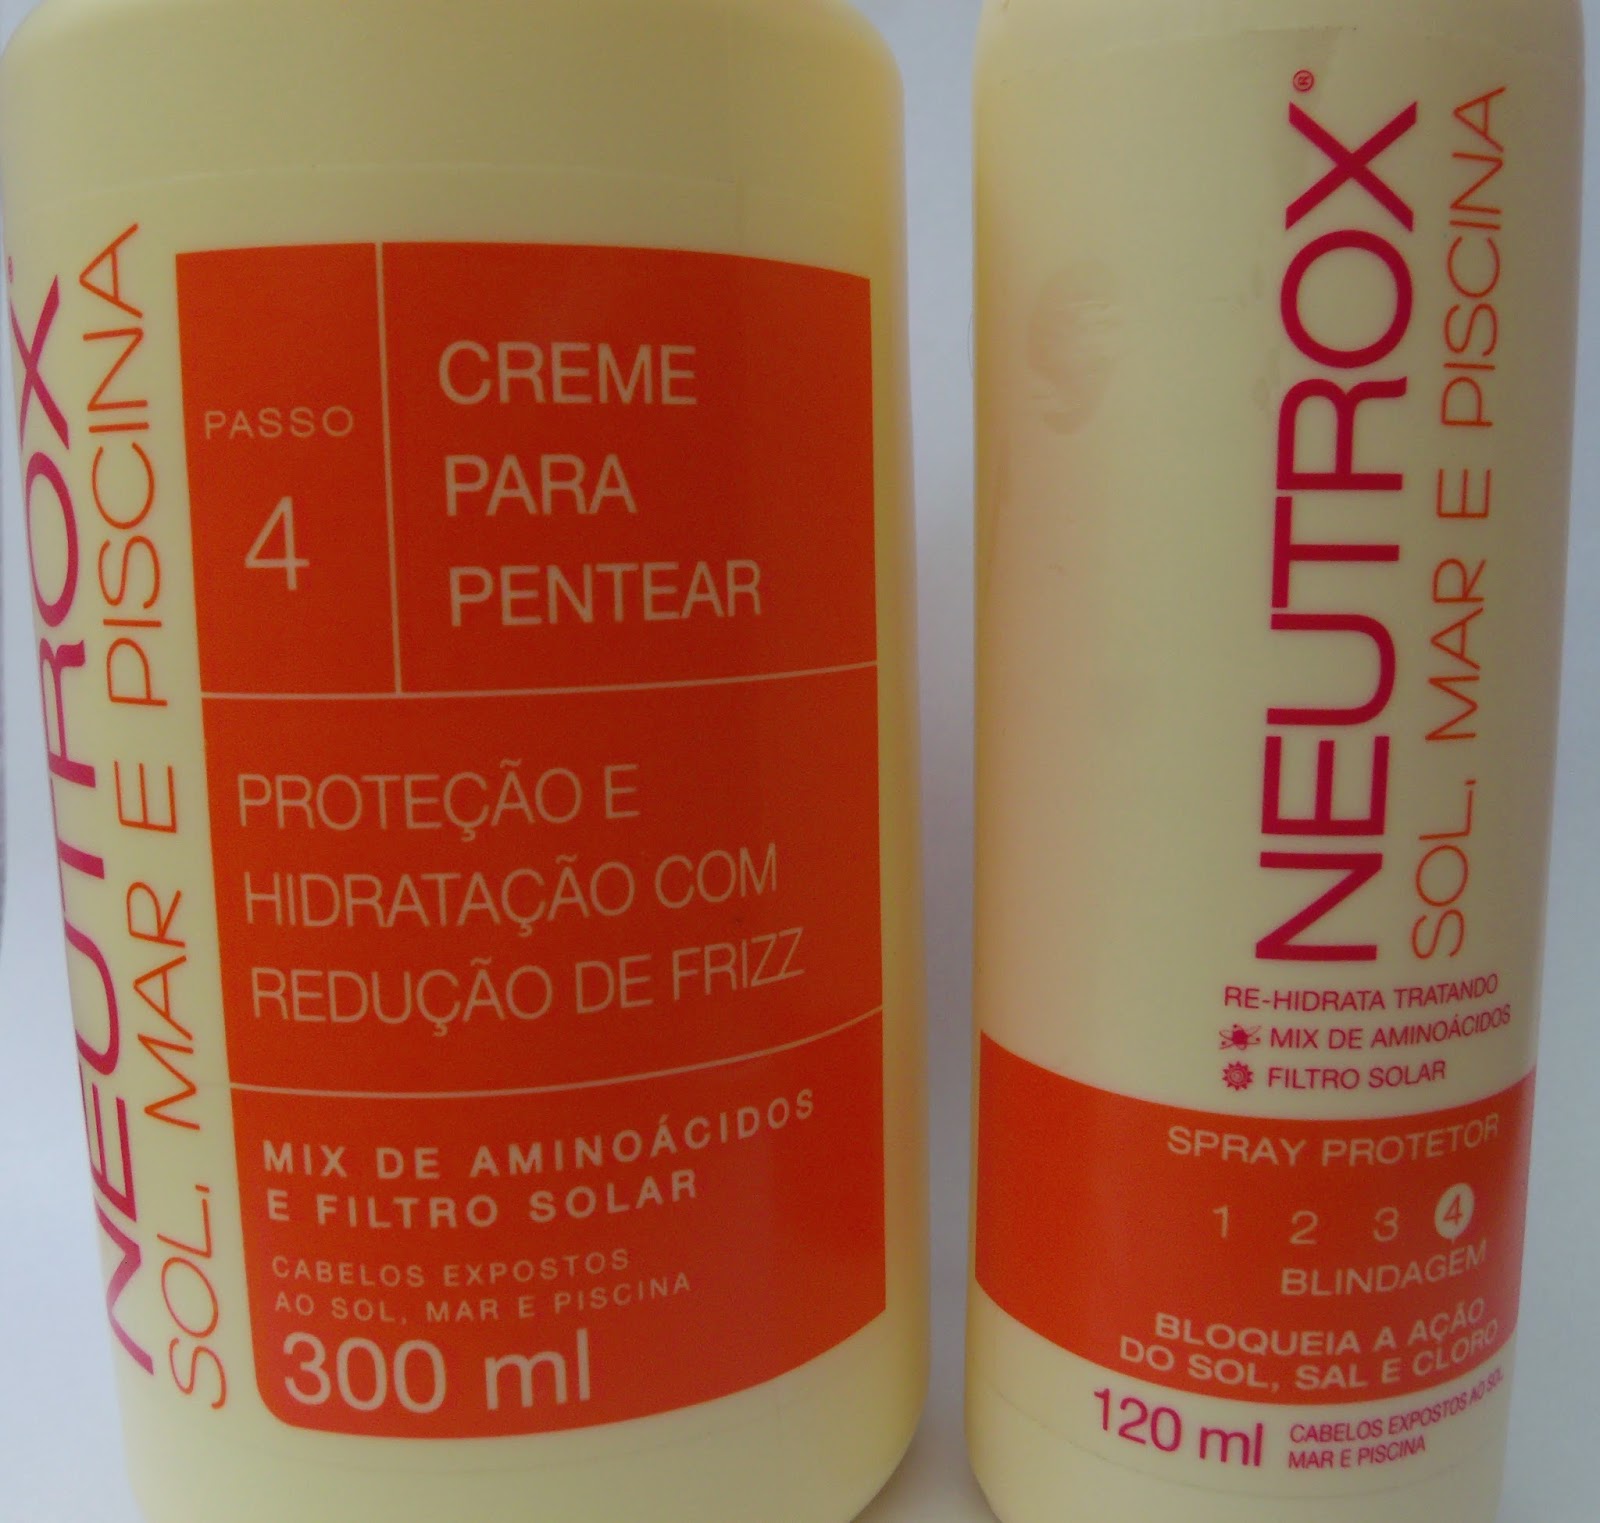 NEUTROX®
SOL, MAR E PISCINA
PASSO
4
CREME
PARA
PENTEAR
PROTEÇÃO E
HIDRATAÇÃO COM
REDUÇÃO DE FRIZZ
MIX DE AMINOÁCIDOS
E FILTRO SOLAR
CABELOS EXPOSTOS
AO SOL, MAR E PISCINA
300 ml
NEUTROX®
SOL, MAR E PISCINA
RE-HIDRATA TRATANDO
MIX DE AMINOÁCIDOS
FILTRO SOLAR
SPRAY PROTETOR
1 2 3 4
BLINDAGEM
BLOQUEIA A AÇÃO
DO SOL, SAL E CLORO
120 ml
CABELOS EXPOSTOS AO SOL
MAR E PISCINA